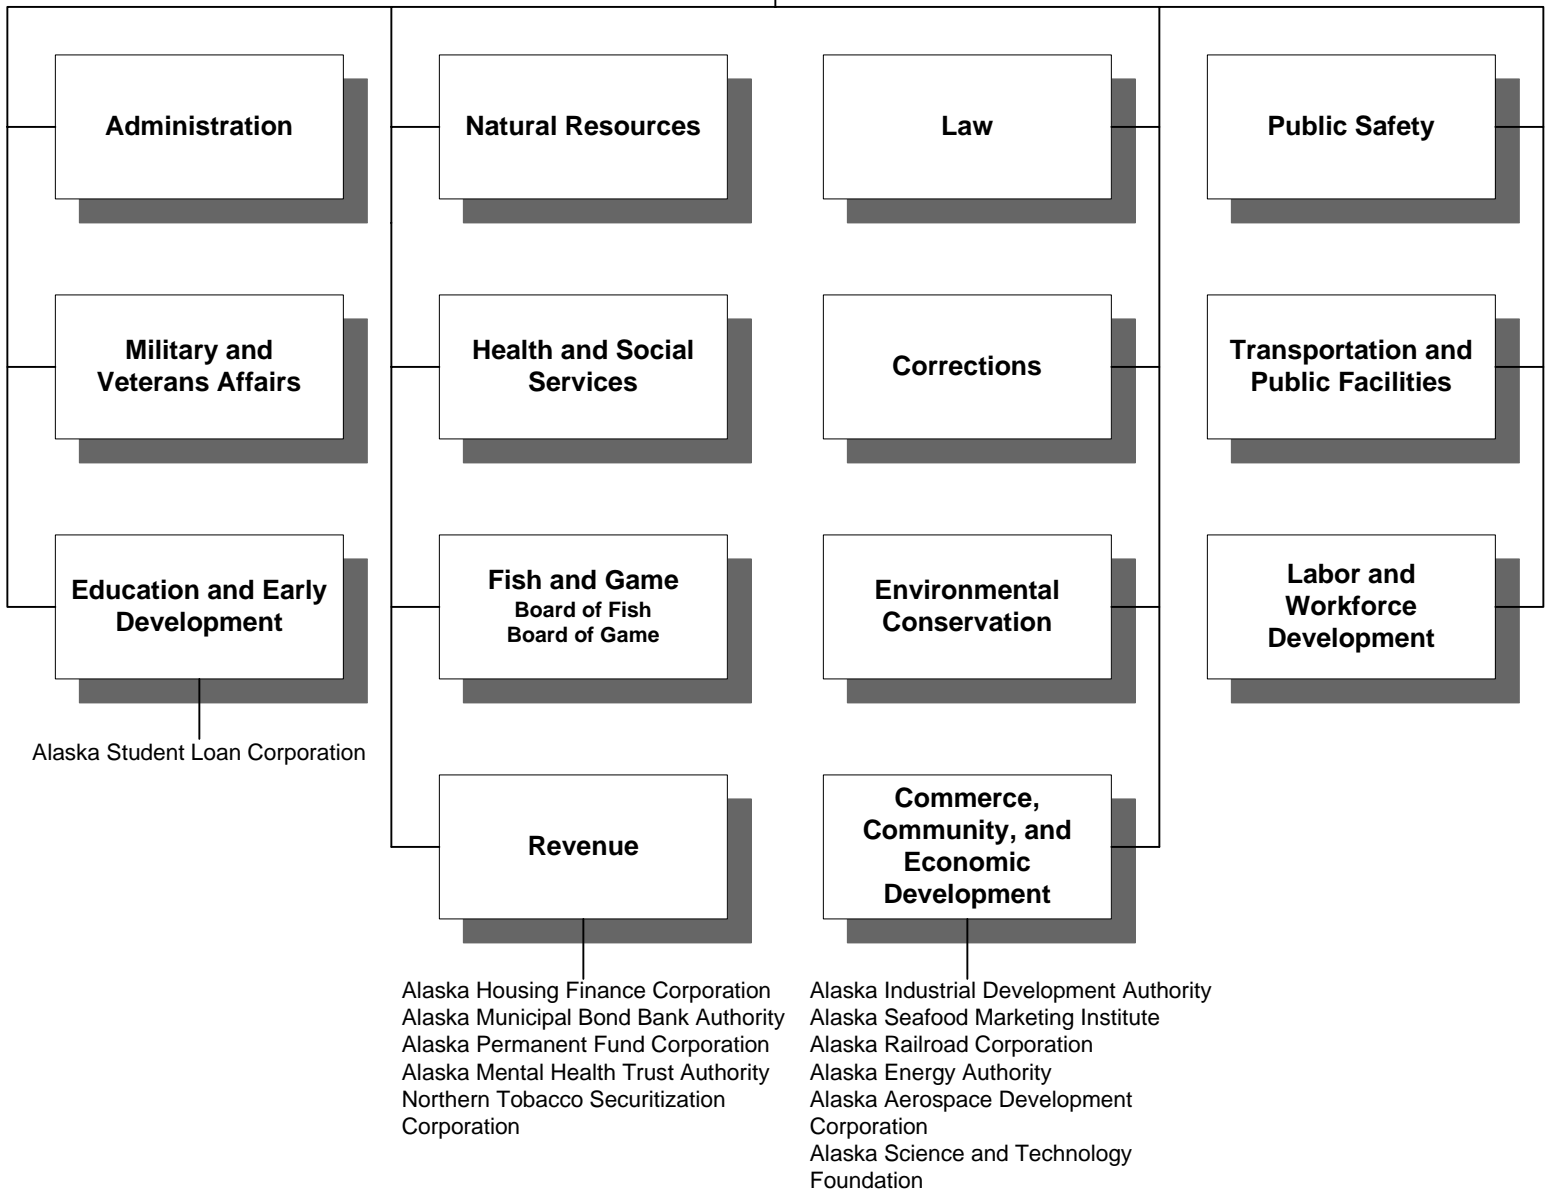 Administration
Natural Resources
Law
Public Safety
Military and
Veterans Affairs
Health and Social
Services
Corrections
Transportation and
Public Facilities
Education and Early
Development
Fish and Game
Board of Fish
Board of Game
Environmental
Conservation
Labor and
Workforce
Development
Alaska Student Loan Corporation
Revenue
Commerce,
Community, and
Economic
Development
Alaska Housing Finance Corporation
Alaska Municipal Bond Bank Authority
Alaska Permanent Fund Corporation
Alaska Mental Health Trust Authority
Northern Tobacco Securitization
Corporation
Alaska Industrial Development Authority
Alaska Seafood Marketing Institute
Alaska Railroad Corporation
Alaska Energy Authority
Alaska Aerospace Development
Corporation
Alaska Science and Technology
Foundation